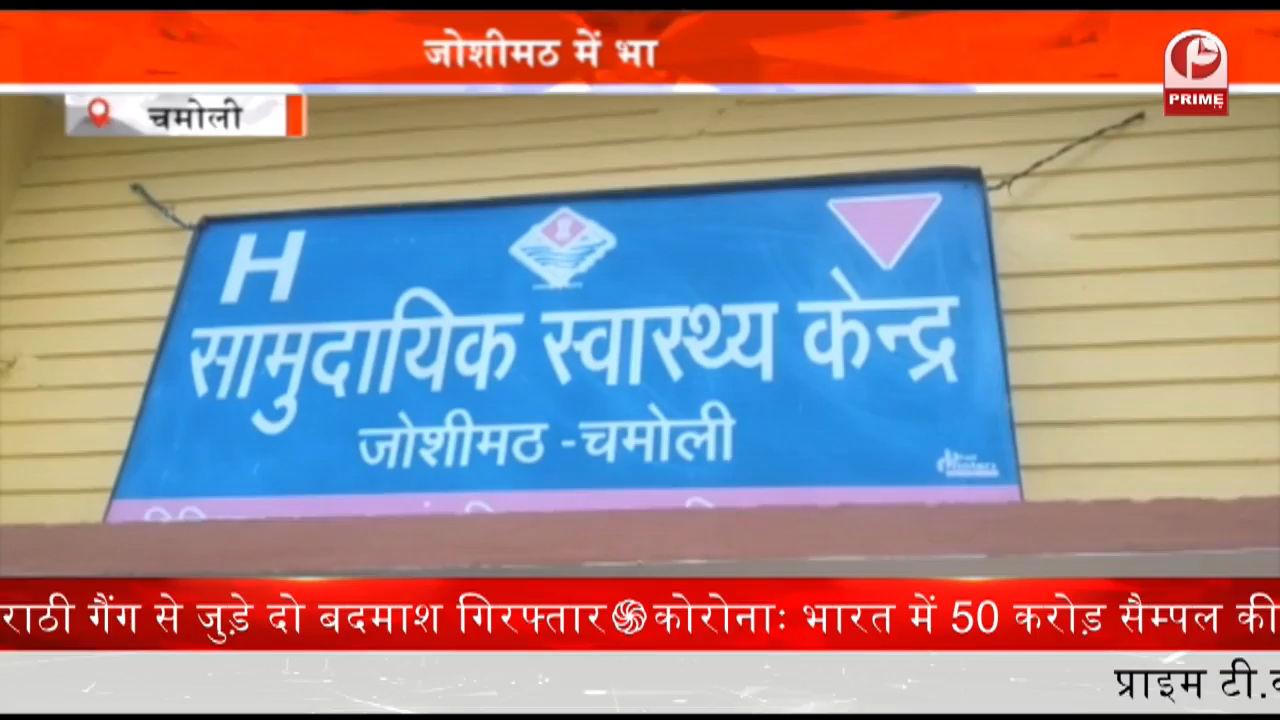 जोशीमठ में भा
PRIME
चमोली
H
सामुदायिक स्वास्थ्य केन्द्र
जोशीमठ -चमोली
राठी गैंग से जुड़े दो बदमाश गिरफ्तार कोरोनाः भारत में 50 करोड़ सैम्पल की
प्राइम टी.